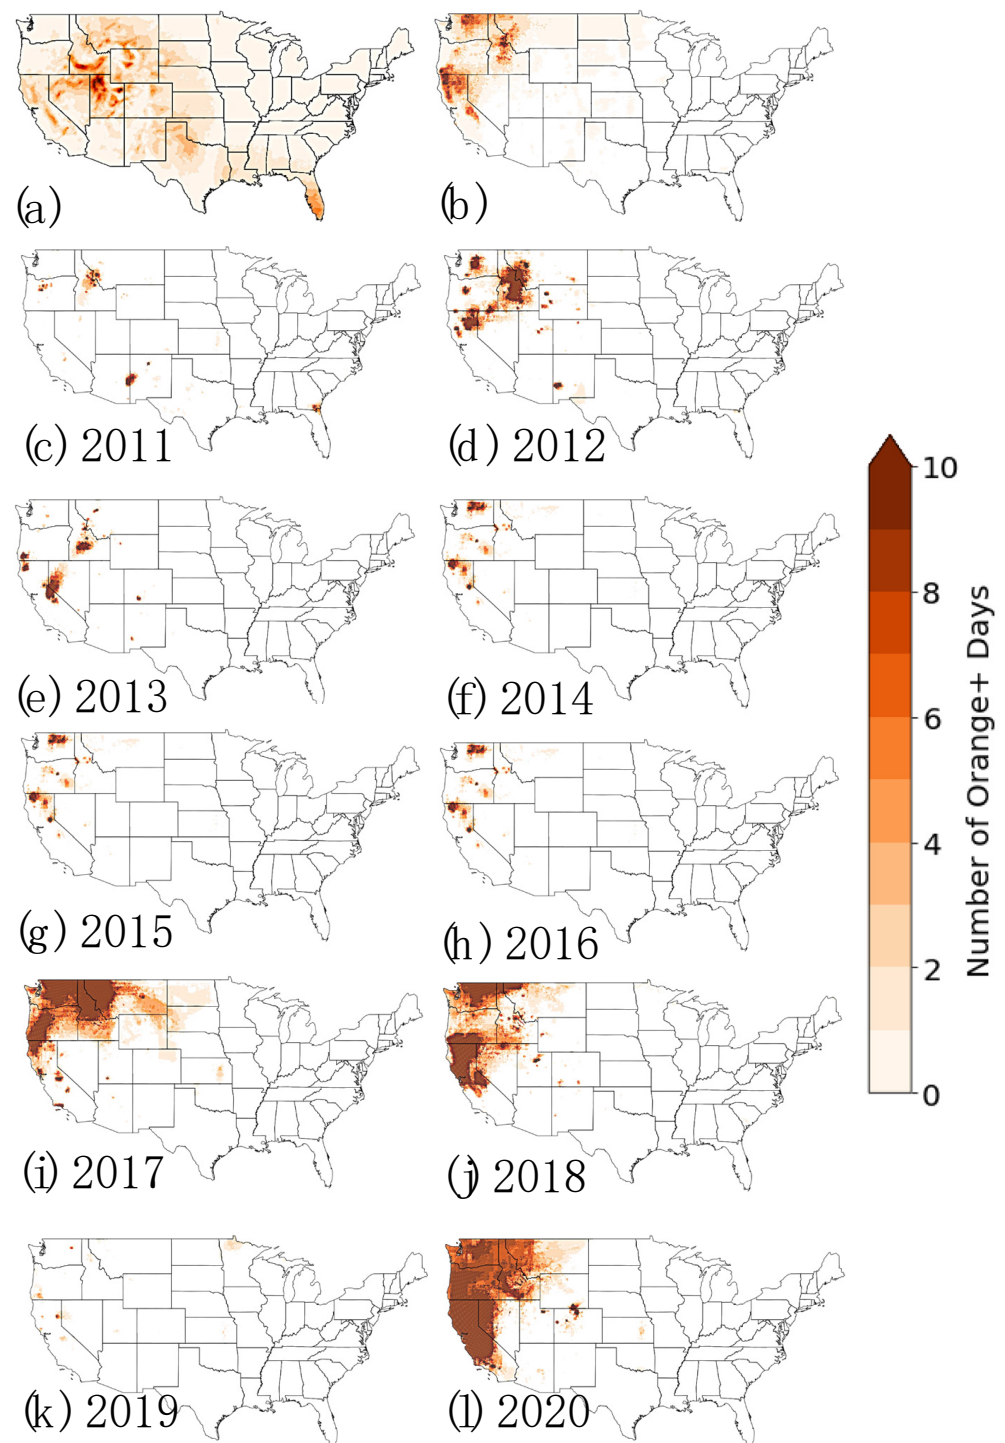 (a)
(b)
(c) 2011
(d) 2012
(e) 2013
(f) 2014
(g) 2015
(h) 2016
(i) 2017
(j) 2018
(k) 2019
(l) 2020
10
8
6
4
2
0
Number of Orange+ Days